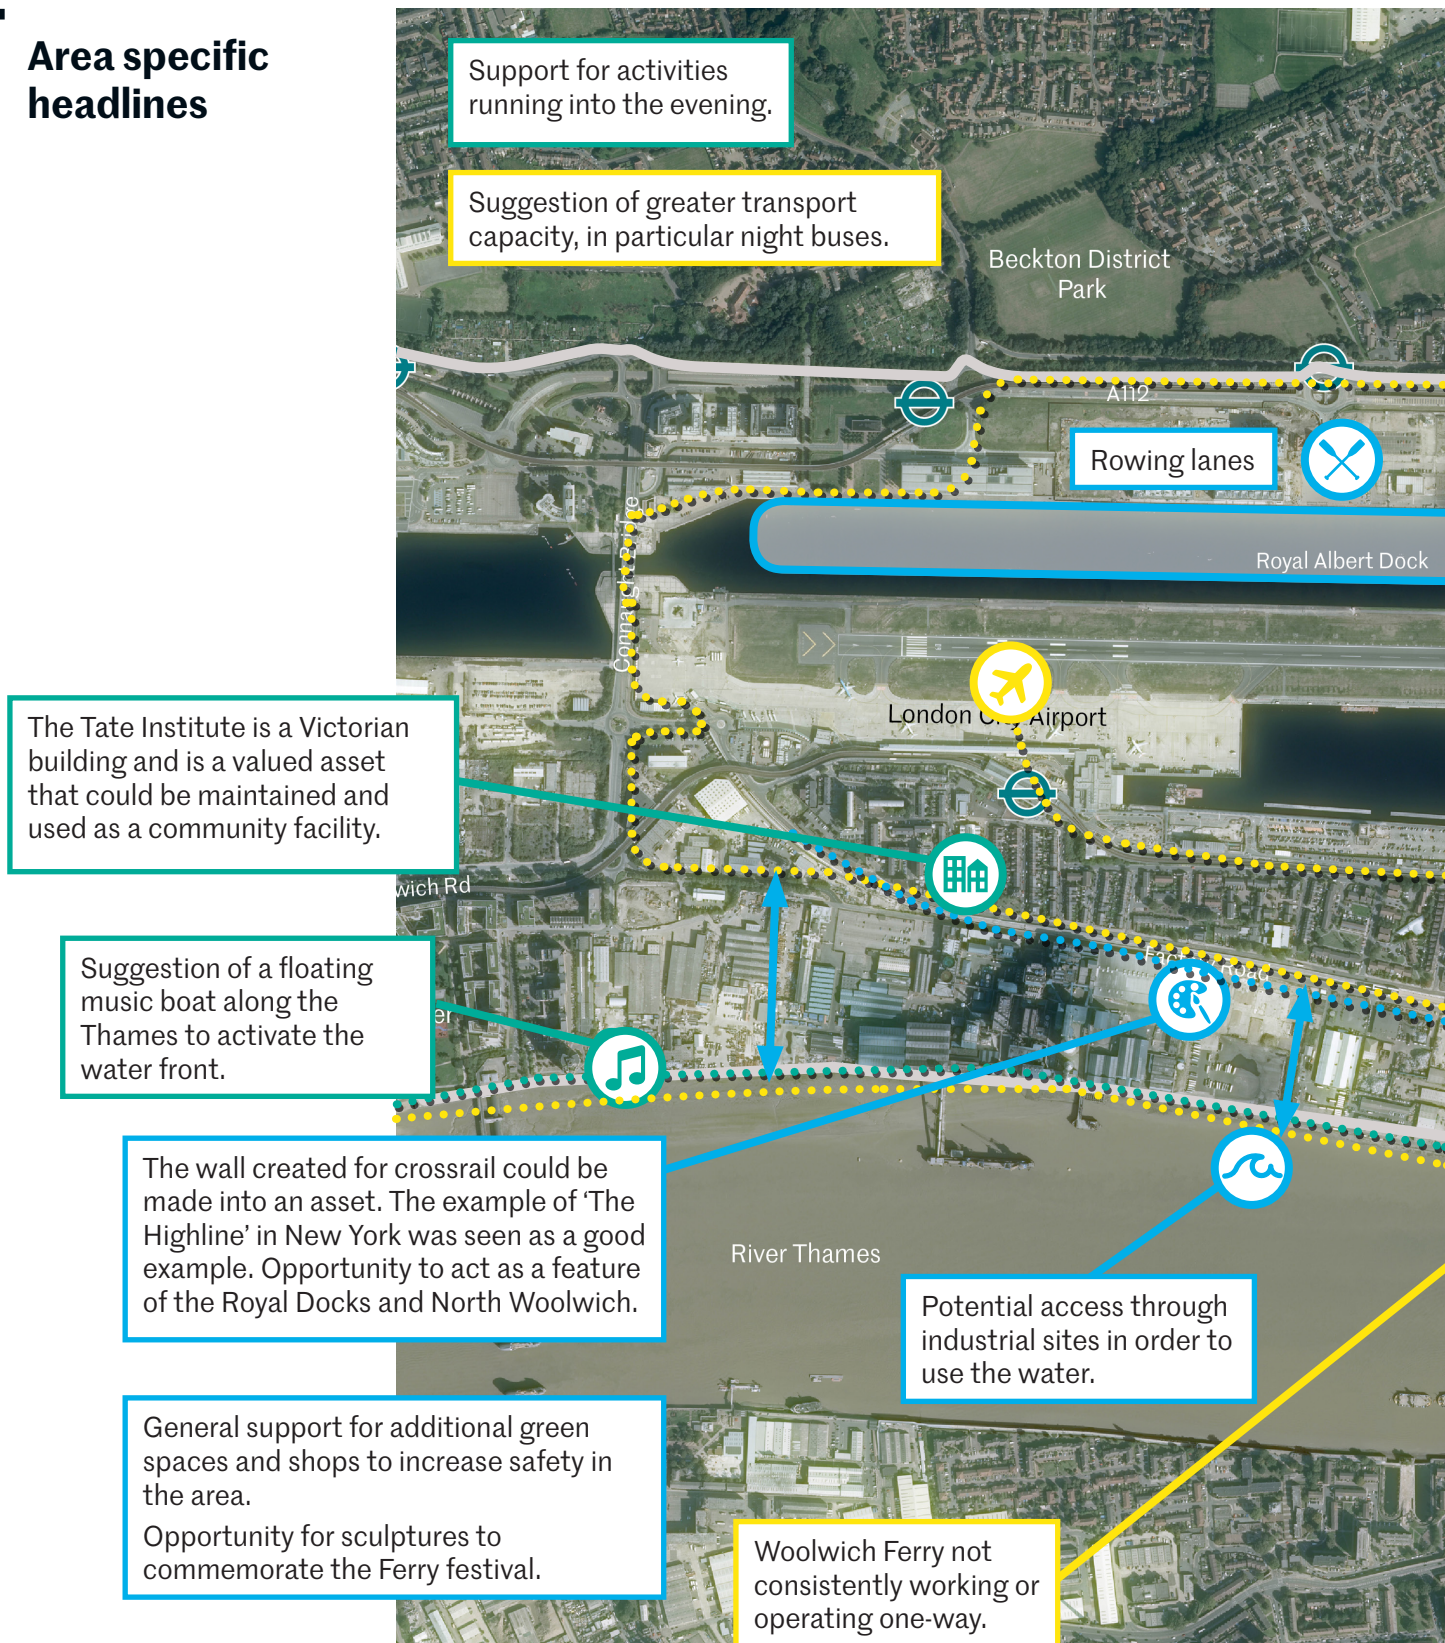 Area specific
headlines
Support for activities
running into the evening.
Suggestion of greater transport
capacity, in particular night buses.
Beckton District
Park
A112
Rowing lanes
Royal Albert Dock
Connaught Bridge
London City Airport
The Tate Institute is a Victorian
building and is a valued asset
that could be maintained and
used as a community facility.
wich Rd
Factory Road
Suggestion of a floating
music boat along the
Thames to activate the
water front.
er
The wall created for crossrail could be
made into an asset. The example of ‘The
Highline’ in New York was seen as a good
example. Opportunity to act as a feature
of the Royal Docks and North Woolwich.
River Thames
Potential access through
industrial sites in order to
use the water.
General support for additional green
spaces and shops to increase safety in
the area.
Opportunity for sculptures to
commemorate the Ferry festival.
Woolwich Ferry not
consistently working or
operating one-way.